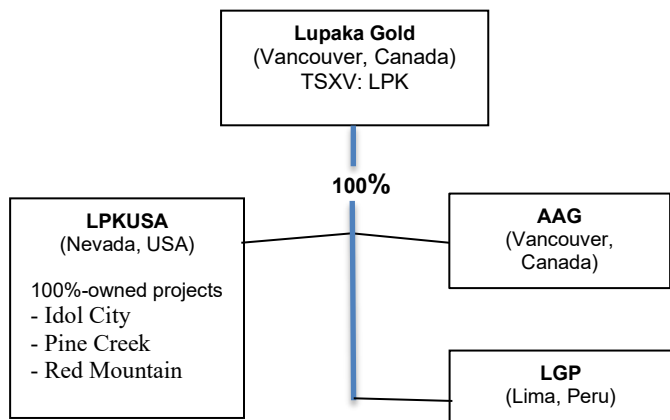 Lupaka Gold
(Vancouver, Canada)
TSXV: LPK
100%
LPKUSA
(Nevada, USA)
100%-owned projects
- Idol City
- Pine Creek
- Red Mountain
AAG
(Vancouver,
Canada)
LGP
(Lima, Peru)